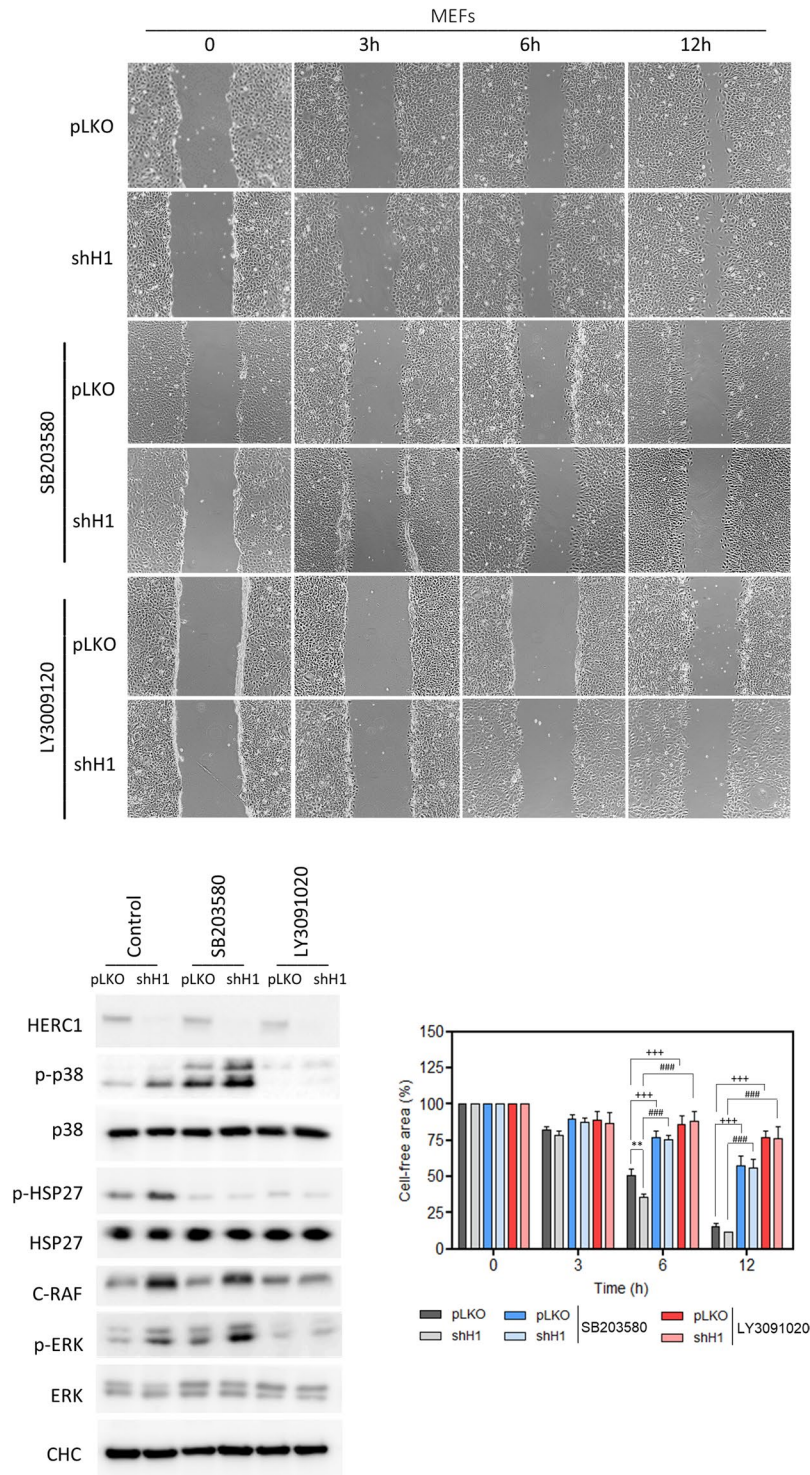 MEFs
0 3h 6h 12h
pLKO
shH1
SB203580
pLKO
shH1
LY3009120
pLKO
shH1
Control SB203580 LY3091020
pLKO shH1 pLKO shH1 pLKO shH1
HERC1
p-p38
p38
p-HSP27
HSP27
C-RAF
p-ERK
ERK
CHC
Cell-free area (%)
150
125
100
75
50
25
0
+++
###
+++
###
**
+++
###
+++
###
0 3 6 12
Time (h)
pLKO pLKO pLKO
SB203580 LY3091020
shH1 shH1 shH1